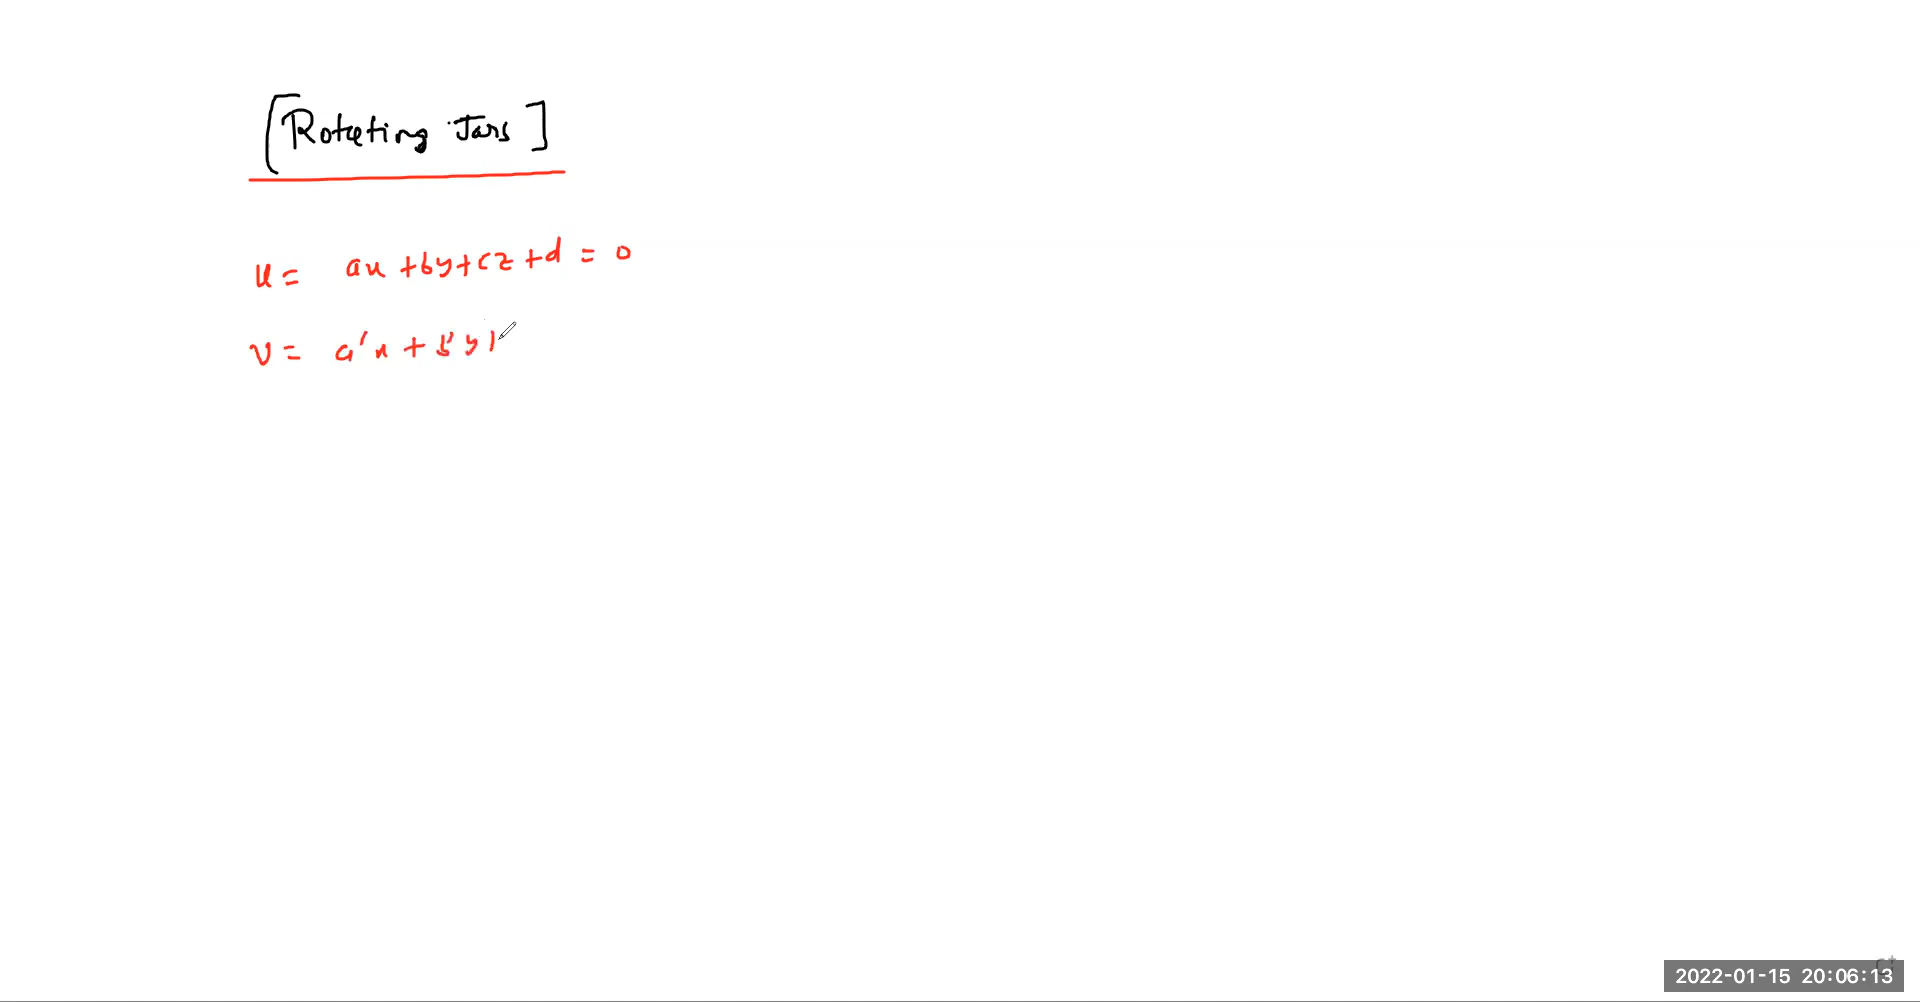 [Rotating Jars]
u = ax + by + cz + d = 0
v = a'x + b'y
2022-01-15 20:06:13